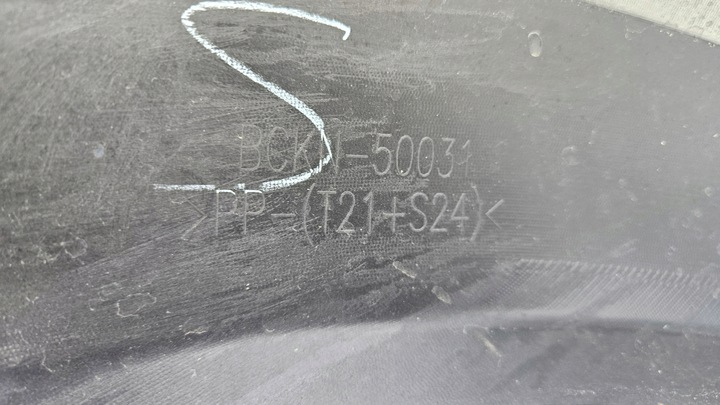 S
BCKN-50031
>PP-(T21+S24)<